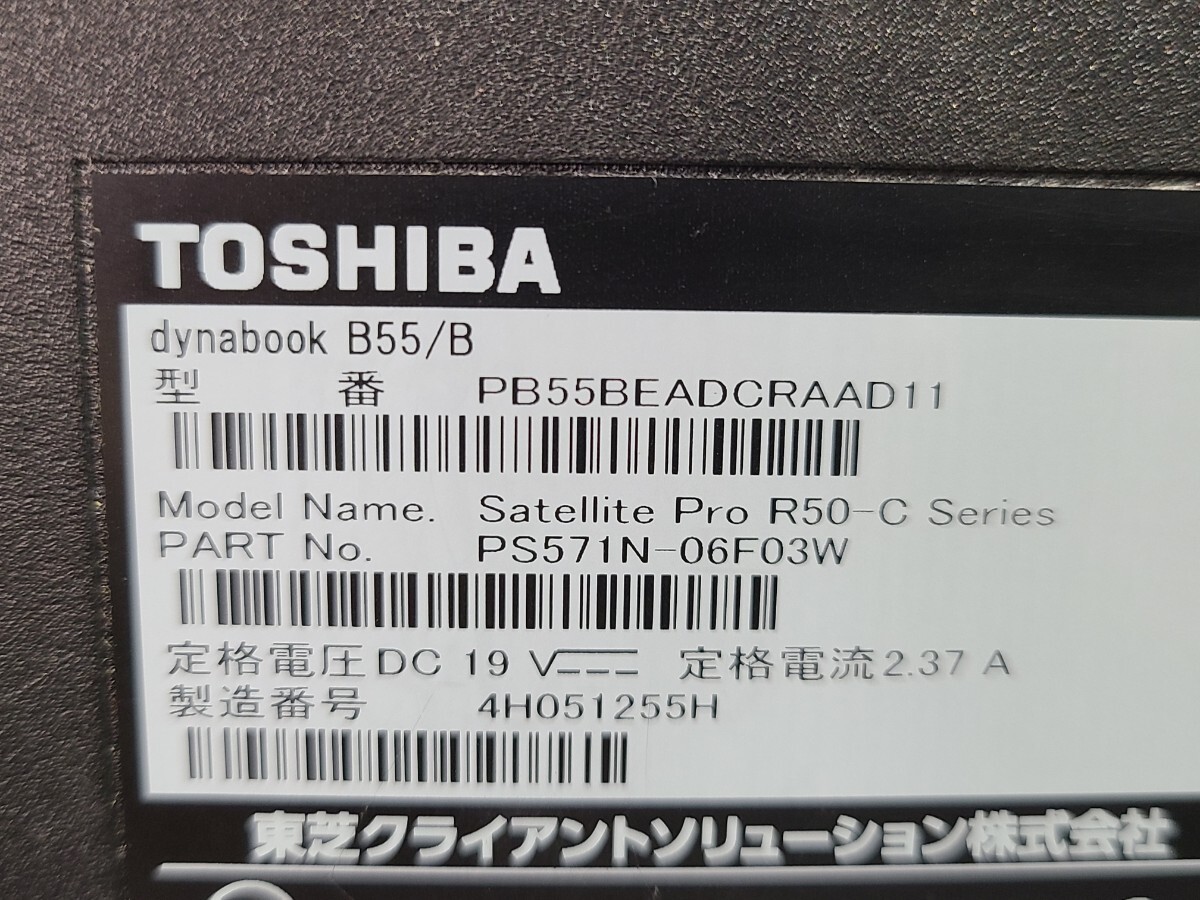 TOSHIBA
dynabook B55/B
型 番 PB55BEADCRAAD11
Model Name. Satellite Pro R50-C Series
PART No. PS571N-06F03W
定格電圧 DC 19 V⎓ 定格電流 2.37 A
製造番号 4H051255H
東芝クライアントソリューション株式会社